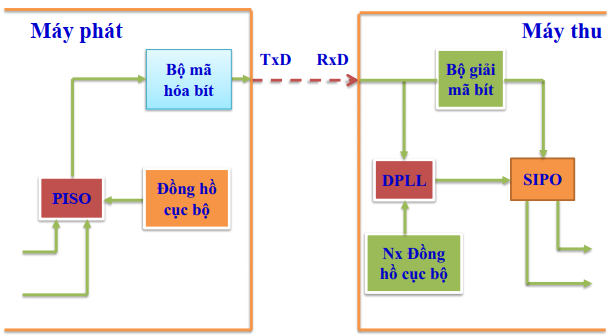 Máy phát
Máy thu
Bộ mã
hóa bít
TxD
RxD
Bộ giải
mã bít
PISO
Đồng hồ
cục bộ
DPLL
SIPO
Nx Đồng
hồ cục bộ